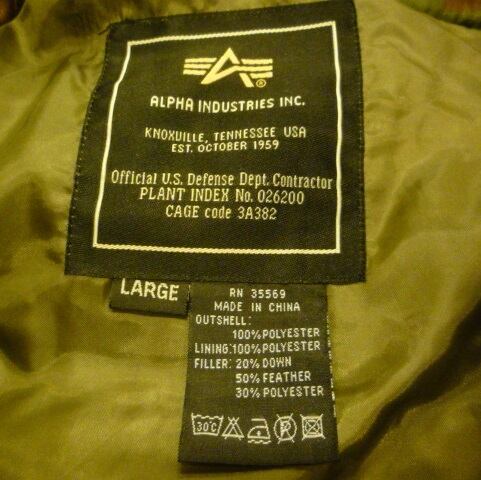 ALPHA INDUSTRIES INC.
KNOXVILLE, TENNESSEE USA
EST. OCTOBER 1959
Official U.S. Defense Dept. Contractor
PLANT INDEX No. 026200
CAGE code 3A382
LARGE
RN 35569
MADE IN CHINA
OUTSHELL:
100%POLYESTER
LINING:100%POLYESTER
FILLER: 20% DOWN
50% FEATHER
30% POLYESTER
30°C